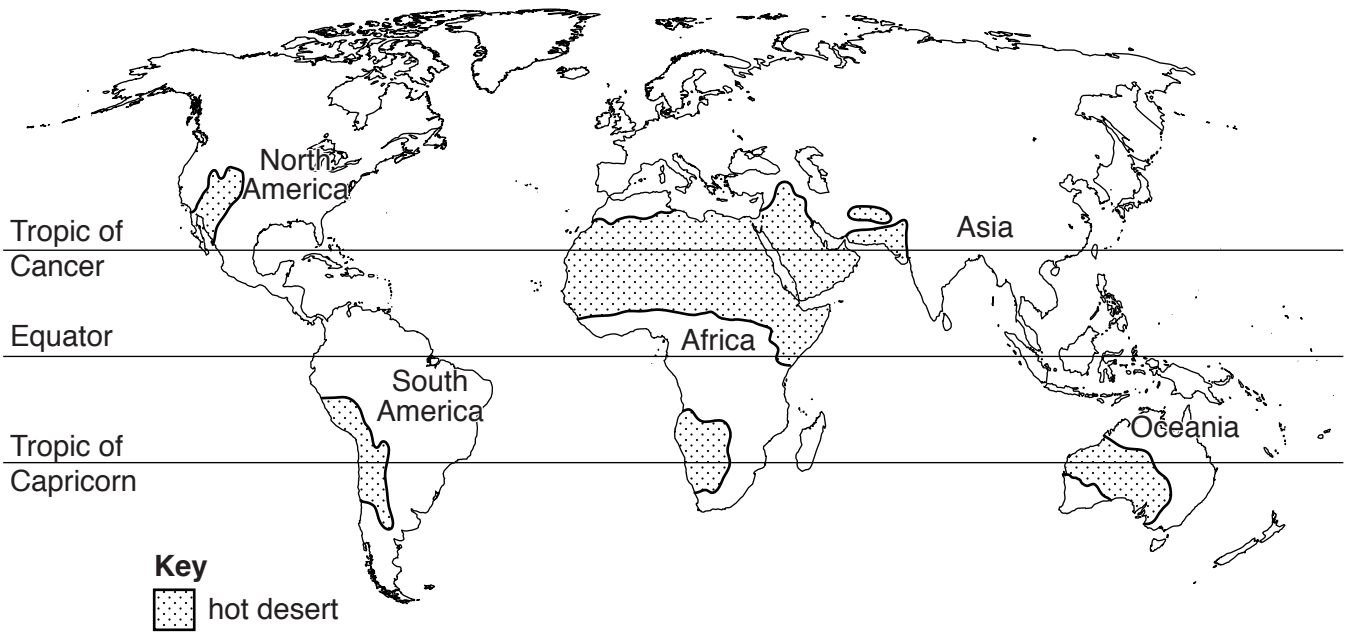 North
America
Tropic of
Cancer
Asia
Equator
Africa
South
America
Tropic of
Capricorn
Oceania
Key
hot desert